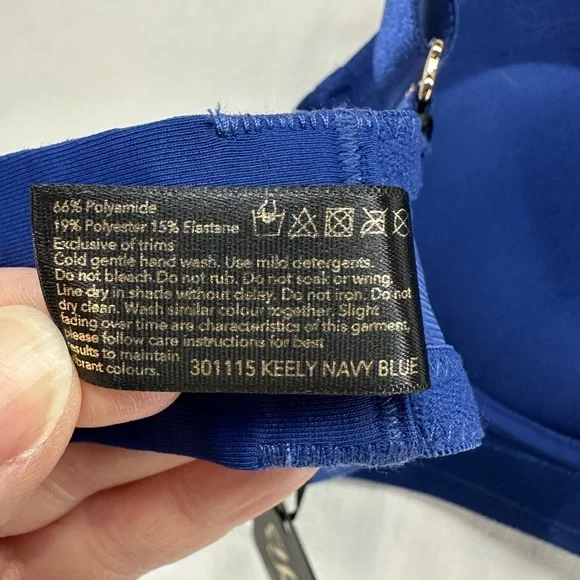 66% Polyamide
19% Polyester 15% Elastane
Exclusive of trims
Cold gentle hand wash. Use mild detergents.
Do not bleach. Do not rub. Do not soak or wring.
Line dry in shade without delay. Do not iron. Do not
dry clean. Wash similar colour together. Slight
fading over time are characteristics of this garment,
please follow care instructions for best
results to maintain
vibrant colours. 301115 KEELY NAVY BLUE